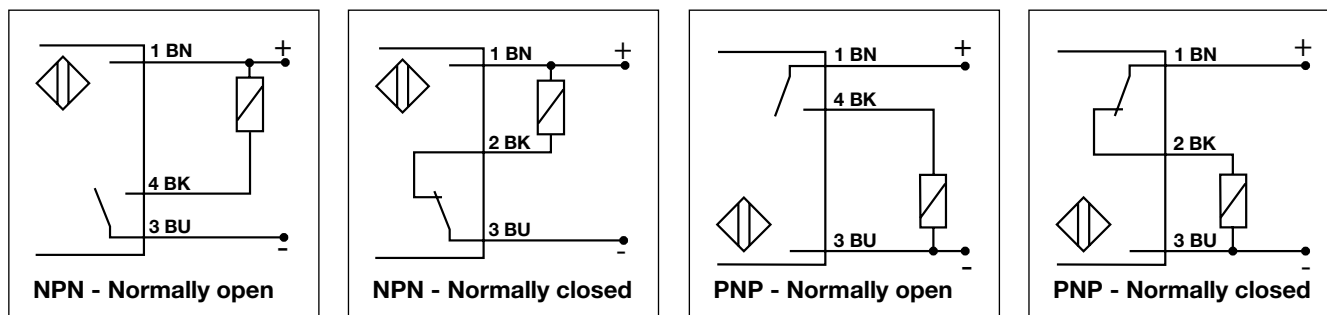 1 BN
+
4 BK
3 BU
-
NPN - Normally open
1 BN
+
2 BK
3 BU
-
NPN - Normally closed
1 BN
+
4 BK
3 BU
-
PNP - Normally open
1 BN
+
2 BK
3 BU
-
PNP - Normally closed